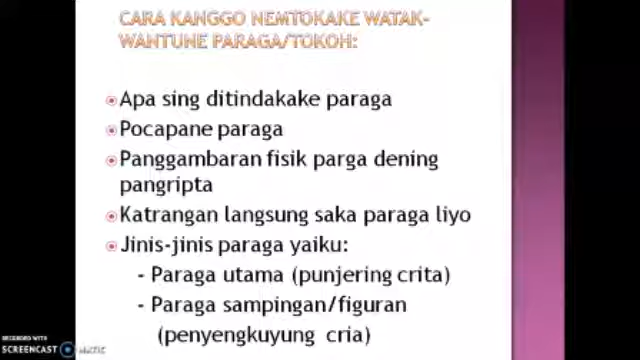 CARA KANGGO NEMTOKAKE WATAK-
WANTUNE PARAGA/TOKOH:
Apa sing ditindakake paraga
Pocapane paraga
Panggambaran fisik parga dening
pangripta
Katrangan langsung saka paraga liyo
Jinis-jinis paraga yaiku:
- Paraga utama (punjering crita)
- Paraga sampingan/figuran
(penyengkuyung cria)
RECORDED WITH
SCREENCAST MATIC